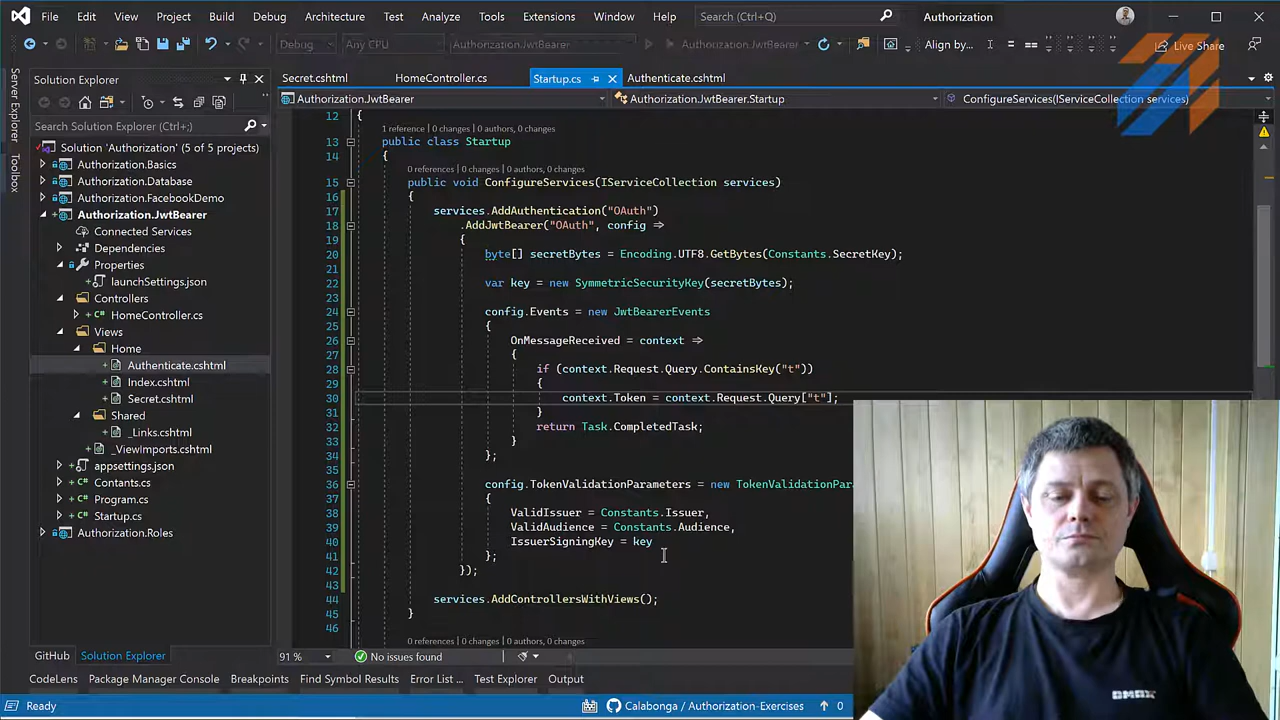 File Edit View Project Build Debug Architecture Test Analyze Tools Extensions Window Help Search (Ctrl+Q) Authorization
Debug Any CPU Authorization.JwtBearer Authorization.JwtBearer Align by... Live Share
Server Explorer
Toolbox
Solution Explorer
Search Solution Explorer (Ctrl+;)
Solution 'Authorization' (5 of 5 projects)
Authorization.Basics
Authorization.Database
Authorization.FacebookDemo
Authorization.JwtBearer
Connected Services
Dependencies
Properties
launchSettings.json
Controllers
C# HomeController.cs
Views
Home
Authenticate.cshtml
Index.cshtml
Secret.cshtml
Shared
_Links.cshtml
_ViewImports.cshtml
appsettings.json
C# Contants.cs
C# Program.cs
C# Startup.cs
Authorization.Roles
GitHub Solution Explorer
Secret.cshtml HomeController.cs Startup.cs Authenticate.cshtml
Authorization.JwtBearer Authorization.JwtBearer.Startup ConfigureServices(IServiceCollection services)
12 {
1 reference | 0 changes | 0 authors, 0 changes
13 public class Startup
14 {
0 references | 0 changes | 0 authors, 0 changes
15 public void ConfigureServices(IServiceCollection services)
16 {
17 services.AddAuthentication("OAuth")
18 .AddJwtBearer("OAuth", config =>
19 {
20 byte[] secretBytes = Encoding.UTF8.GetBytes(Constants.SecretKey);
21
22 var key = new SymmetricSecurityKey(secretBytes);
23
24 config.Events = new JwtBearerEvents
25 {
26 OnMessageReceived = context =>
27 {
28 if (context.Request.Query.ContainsKey("t"))
29 {
30 context.Token = context.Request.Query["t"];
31 }
32 return Task.CompletedTask;
33 }
34 };
35
36 config.TokenValidationParameters = new TokenValidationPara
37 {
38 ValidIssuer = Constants.Issuer,
39 ValidAudience = Constants.Audience,
40 IssuerSigningKey = key
41 };
42 });
43
44 services.AddControllersWithViews();
45 }
46
0 references | 0 changes | 0 authors, 0 changes
91 % No issues found
CodeLens Package Manager Console Breakpoints Find Symbol Results Error List ... Test Explorer Output
Ready Calabonga / Authorization-Exercises 0